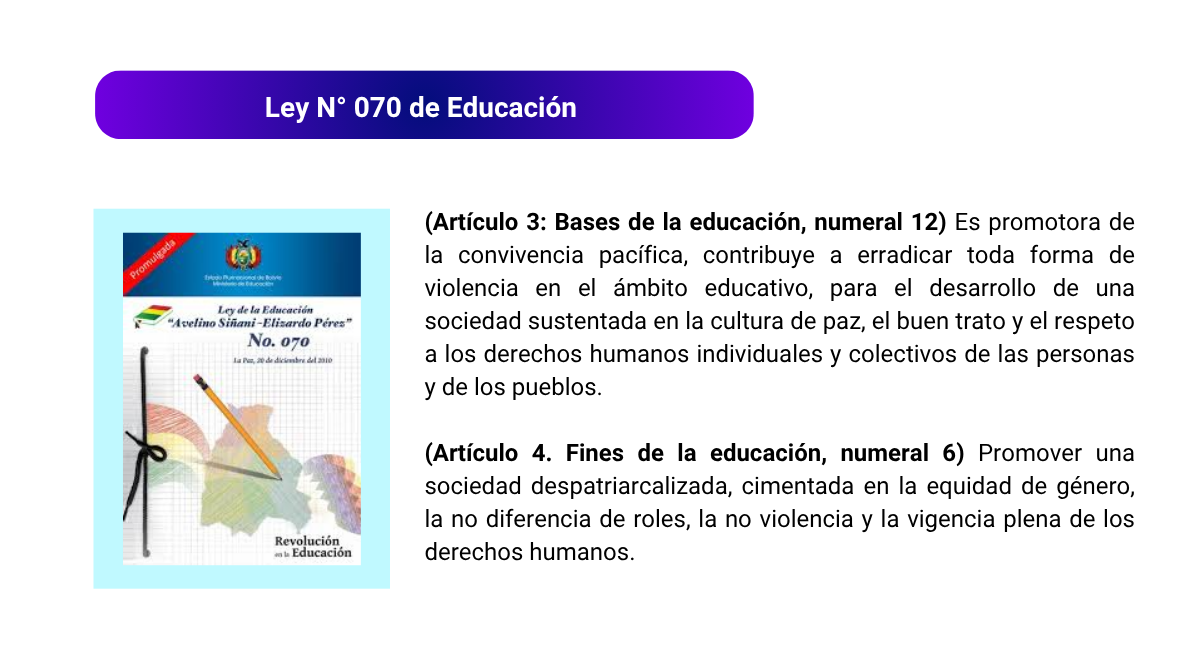 Ley N° 070 de Educación
Promulgada
Estado Plurinacional de Bolivia
Ministerio de Educación
Ley de la Educación
“Avelino Siñani - Elizardo Pérez”
No. 070
La Paz, 20 de diciembre del 2010
Revolución
en la Educación
(Artículo 3: Bases de la educación, numeral 12) Es promotora de
la convivencia pacífica, contribuye a erradicar toda forma de
violencia en el ámbito educativo, para el desarrollo de una
sociedad sustentada en la cultura de paz, el buen trato y el respeto
a los derechos humanos individuales y colectivos de las personas
y de los pueblos.
(Artículo 4. Fines de la educación, numeral 6) Promover una
sociedad despatriarcalizada, cimentada en la equidad de género,
la no diferencia de roles, la no violencia y la vigencia plena de los
derechos humanos.